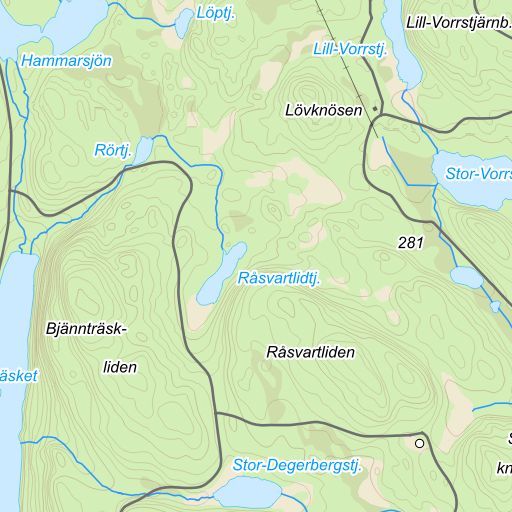 Löptj.
Lill-Vorrstjärnb.
Lill-Vorrstj.
Hammarsjön
Lövknösen
Rörtj.
Stor-Vorrs
281
Råsvartlidtj.
Bjännträsk-
liden
Råsvartliden
äsket
S
kn
Stor-Degerbergstj.